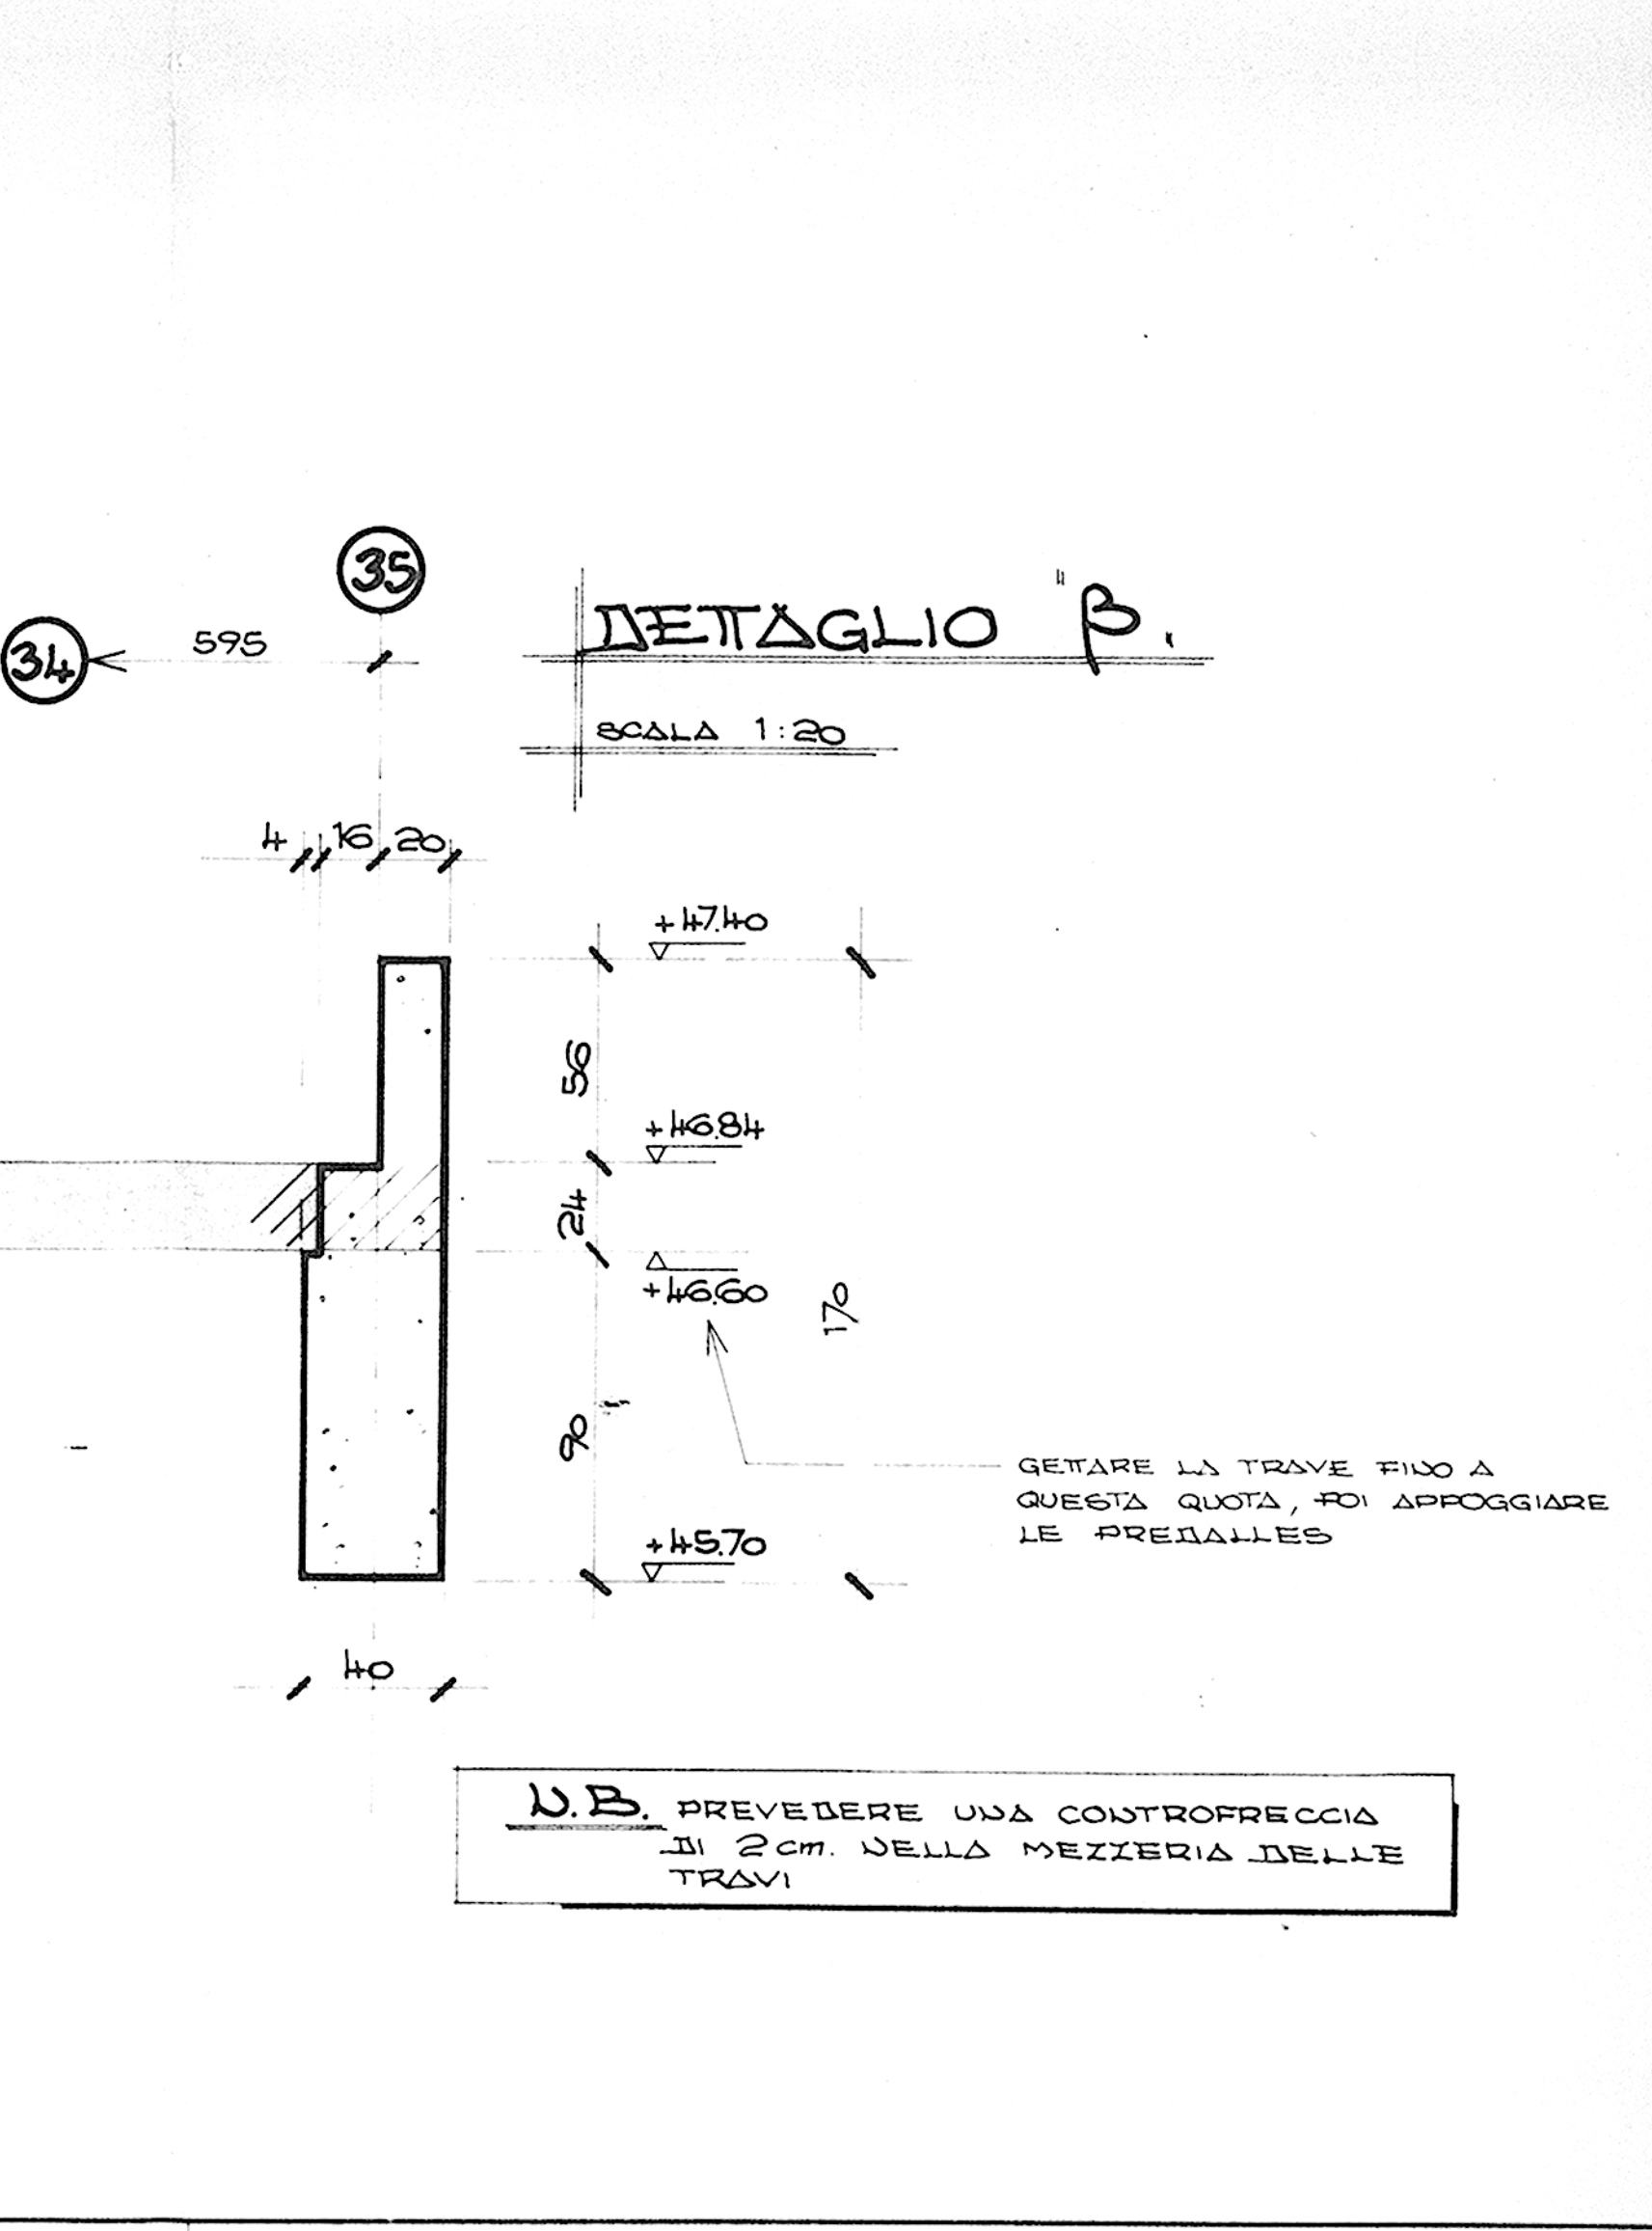 35
DETTAGLIO "β"
34
595
SCALA 1:20
4 16 20
+47.40
56
+46.84
24
+46.60
170
90
GETTARE LA TRAVE FINO A
QUESTA QUOTA, POI APPOGGIARE
LE PREDALLES
+45.70
40
N.B. PREVEDERE UNA CONTROFRECCIA
DI 2 cm. NELLA MEZZERIA DELLE
TRAVI